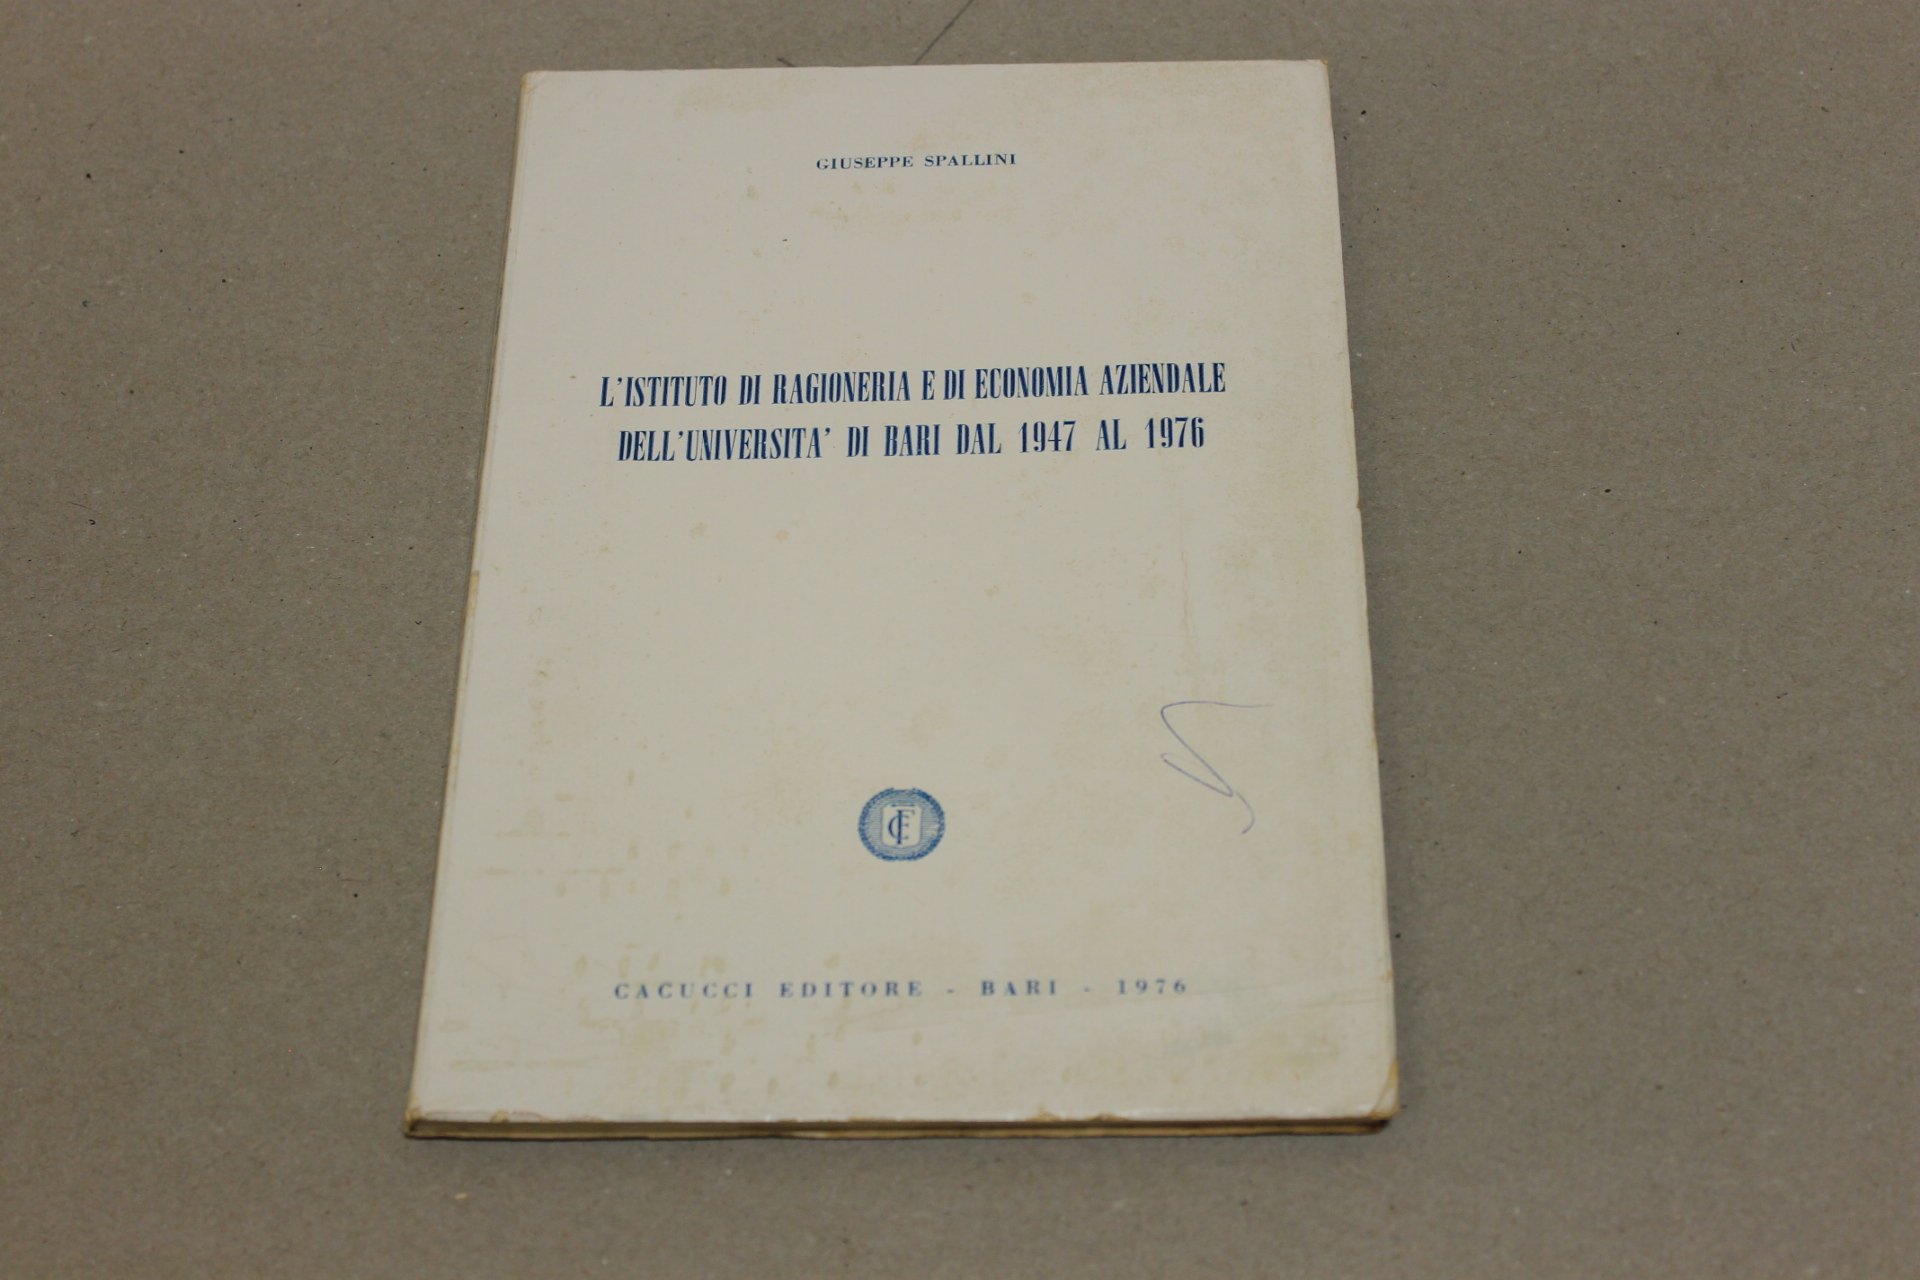 GIUSEPPE SPALLINI
L'ISTITUTO DI RAGIONERIA E DI ECONOMIA AZIENDALE
DELL'UNIVERSITA' DI BARI DAL 1947 AL 1976
CACUCCI EDITORE - BARI - 1976